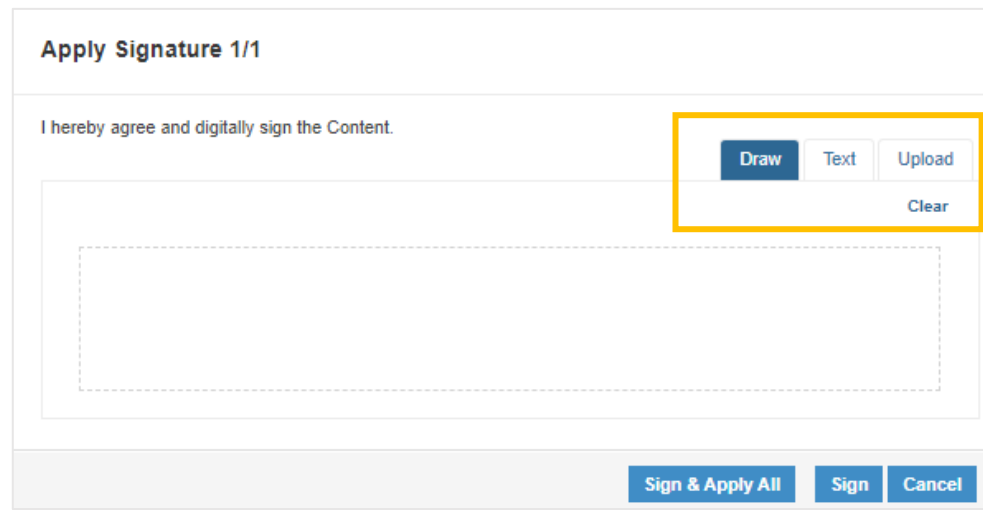 Apply Signature 1/1
I hereby agree and digitally sign the Content.
Draw Text Upload
Clear
Sign & Apply All Sign Cancel